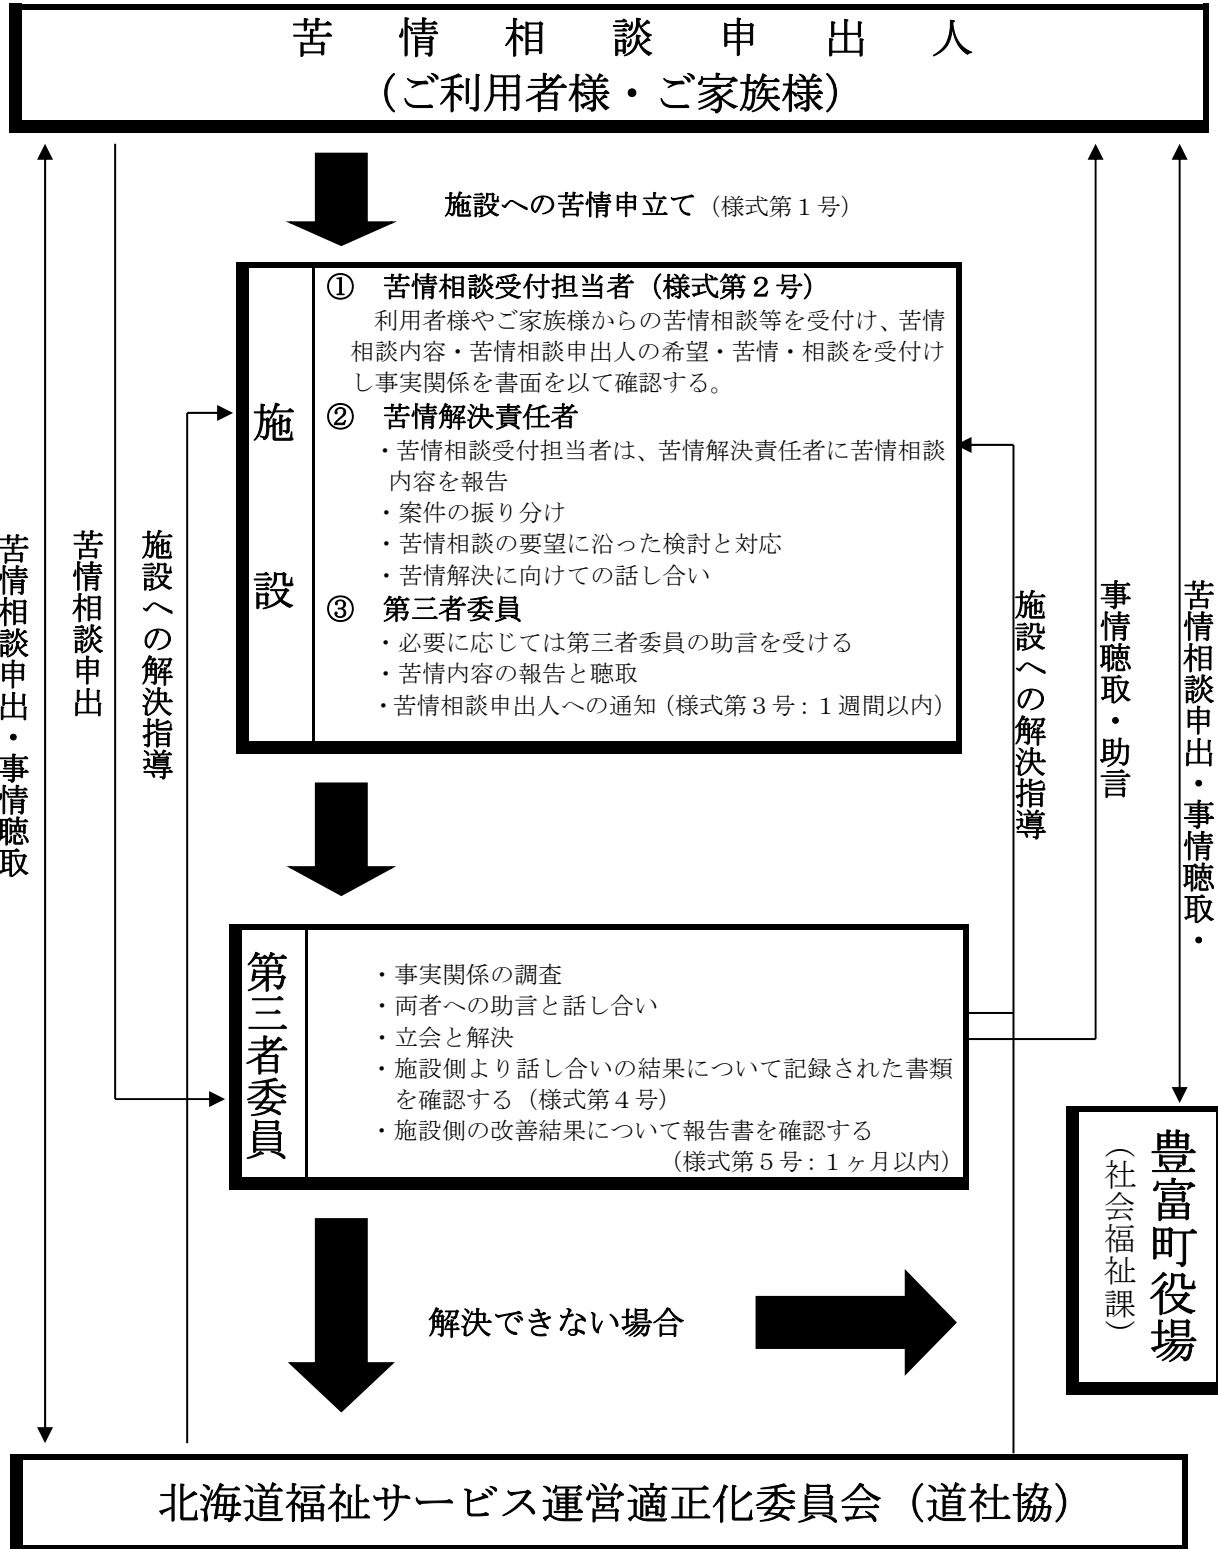 苦情相談申出人
（ご利用者様・ご家族様）
施設への苦情申立て（様式第１号）
施設
①　苦情相談受付担当者（様式第２号）
利用者様やご家族様からの苦情相談等を受付け、苦情
相談内容・苦情相談申出人の希望・苦情・相談を受付け
し事実関係を書面を以て確認する。
②　苦情解決責任者
・苦情相談受付担当者は、苦情解決責任者に苦情相談
内容を報告
・案件の振り分け
・苦情相談の要望に沿った検討と対応
・苦情解決に向けての話し合い
③　第三者委員
・必要に応じては第三者委員の助言を受ける
・苦情内容の報告と聴取
・苦情相談申出人への通知（様式第３号：１週間以内）
苦情相談申出・事情聴取
苦情相談申出
施設への解決指導
施設への解決指導
事情聴取・助言
苦情相談申出・事情聴取・
第三者委員
・事実関係の調査
・両者への助言と話し合い
・立会と解決
・施設側より話し合いの結果について記録された書類
を確認する（様式第４号）
・施設側の改善結果について報告書を確認する
（様式第５号：１ヶ月以内）
豊富町役場
（社会福祉課）
解決できない場合
北海道福祉サービス運営適正化委員会（道社協）